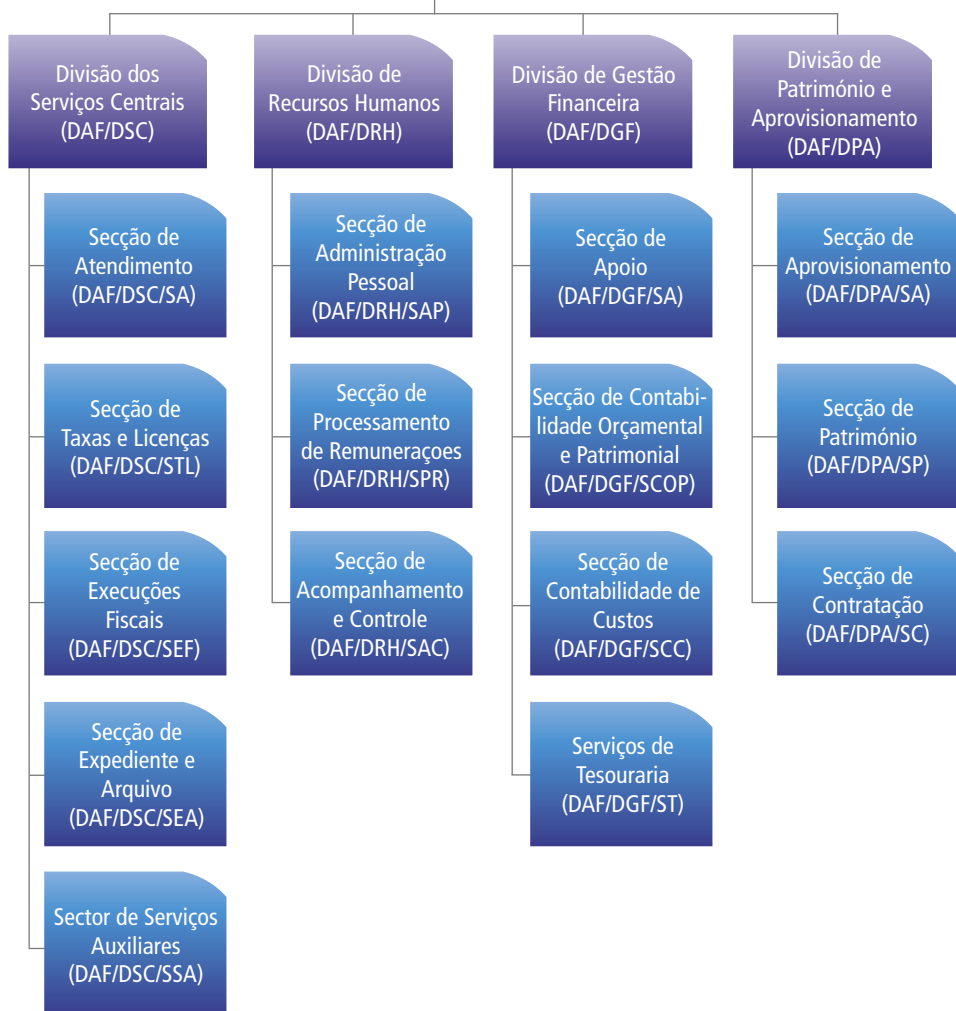 Divisão dos
Serviços Centrais
(DAF/DSC)
Divisão de
Recursos Humanos
(DAF/DRH)
Divisão de Gestão
Financeira
(DAF/DGF)
Divisão de
Património e
Aprovisionamento
(DAF/DPA)
Secção de
Atendimento
(DAF/DSC/SA)
Secção de
Administração
Pessoal
(DAF/DRH/SAP)
Secção de
Apoio
(DAF/DGF/SA)
Secção de
Aprovisionamento
(DAF/DPA/SA)
Secção de
Taxas e Licenças
(DAF/DSC/STL)
Secção de
Processamento
de Remuneraçoes
(DAF/DRH/SPR)
Secção de Contabi-
lidade Orçamental
e Patrimonial
(DAF/DGF/SCOP)
Secção de
Património
(DAF/DPA/SP)
Secção de
Execuções
Fiscais
(DAF/DSC/SEF)
Secção de
Acompanhamento
e Controle
(DAF/DRH/SAC)
Secção de
Contabilidade de
Custos
(DAF/DGF/SCC)
Secção de
Contratação
(DAF/DPA/SC)
Secção de
Expediente e
Arquivo
(DAF/DSC/SEA)
Serviços de
Tesouraria
(DAF/DGF/ST)
Sector de Serviços
Auxiliares
(DAF/DSC/SSA)